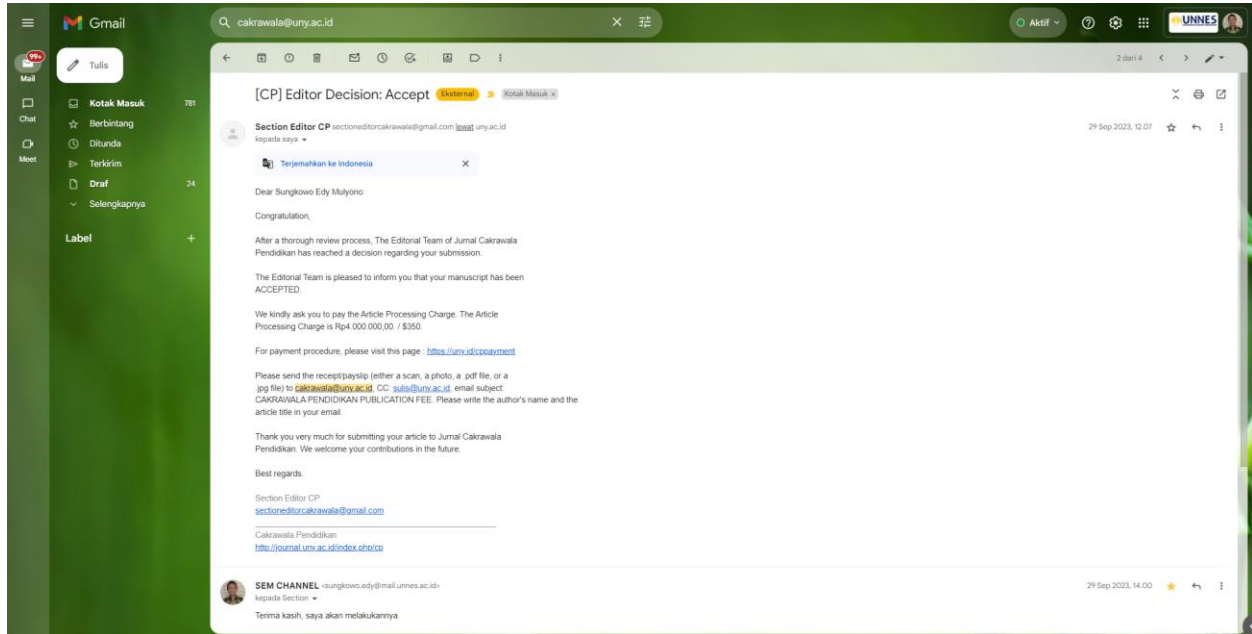 Gmail
cakrawala@uny.ac.id
Aktif
UNNES
99+
Mail
Chat
Meet
Tulis
Kotak Masuk 781
Berbintang
Ditunda
Terkirim
Draf 24
Selengkapnya
Label
2 dari 4
[CP] Editor Decision: Accept Eksternal Kotak Masuk x
Section Editor CP sectioneditorcakrawala@gmail.com lewat uny.ac.id
29 Sep 2023, 12.07
kepada saya
Terjemahkan ke Indonesia
Dear Sungkowo Edy Mulyono:
Congratulation,
After a thorough review process, The Editorial Team of Jurnal Cakrawala
Pendidikan has reached a decision regarding your submission.
The Editorial Team is pleased to inform you that your manuscript has been
ACCEPTED.
We kindly ask you to pay the Article Processing Charge. The Article
Processing Charge is Rp4.000.000,00. / $350.
For payment procedure, please visit this page : https://uny.id/cppayment
Please send the receipt/payslip (either a scan, a photo, a .pdf file, or a
.jpg file) to cakrawala@uny.ac.id, CC: sulis@uny.ac.id, email subject:
CAKRAWALA PENDIDIKAN PUBLICATION FEE. Please write the author's name and the
article title in your email.
Thank you very much for submitting your article to Jurnal Cakrawala
Pendidikan. We welcome your contributions in the future.
Best regards.
Section Editor CP
sectioneditorcakrawala@gmail.com
Cakrawala Pendidikan
http://journal.uny.ac.id/index.php/cp
SEM CHANNEL <sungkowo.edy@mail.unnes.ac.id>
29 Sep 2023, 14.00
kepada Section
Terima kasih, saya akan melakukannya.